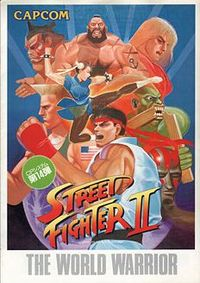 CAPCOM
STREET
FIGHTER II
THE WORLD WARRIOR